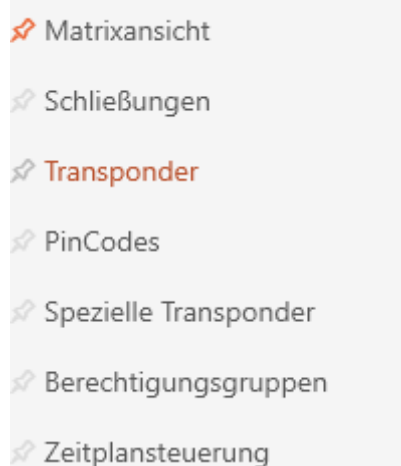 Matrixansicht
Schließungen
Transponder
PinCodes
Spezielle Transponder
Berechtigungsgruppen
Zeitplansteuerung